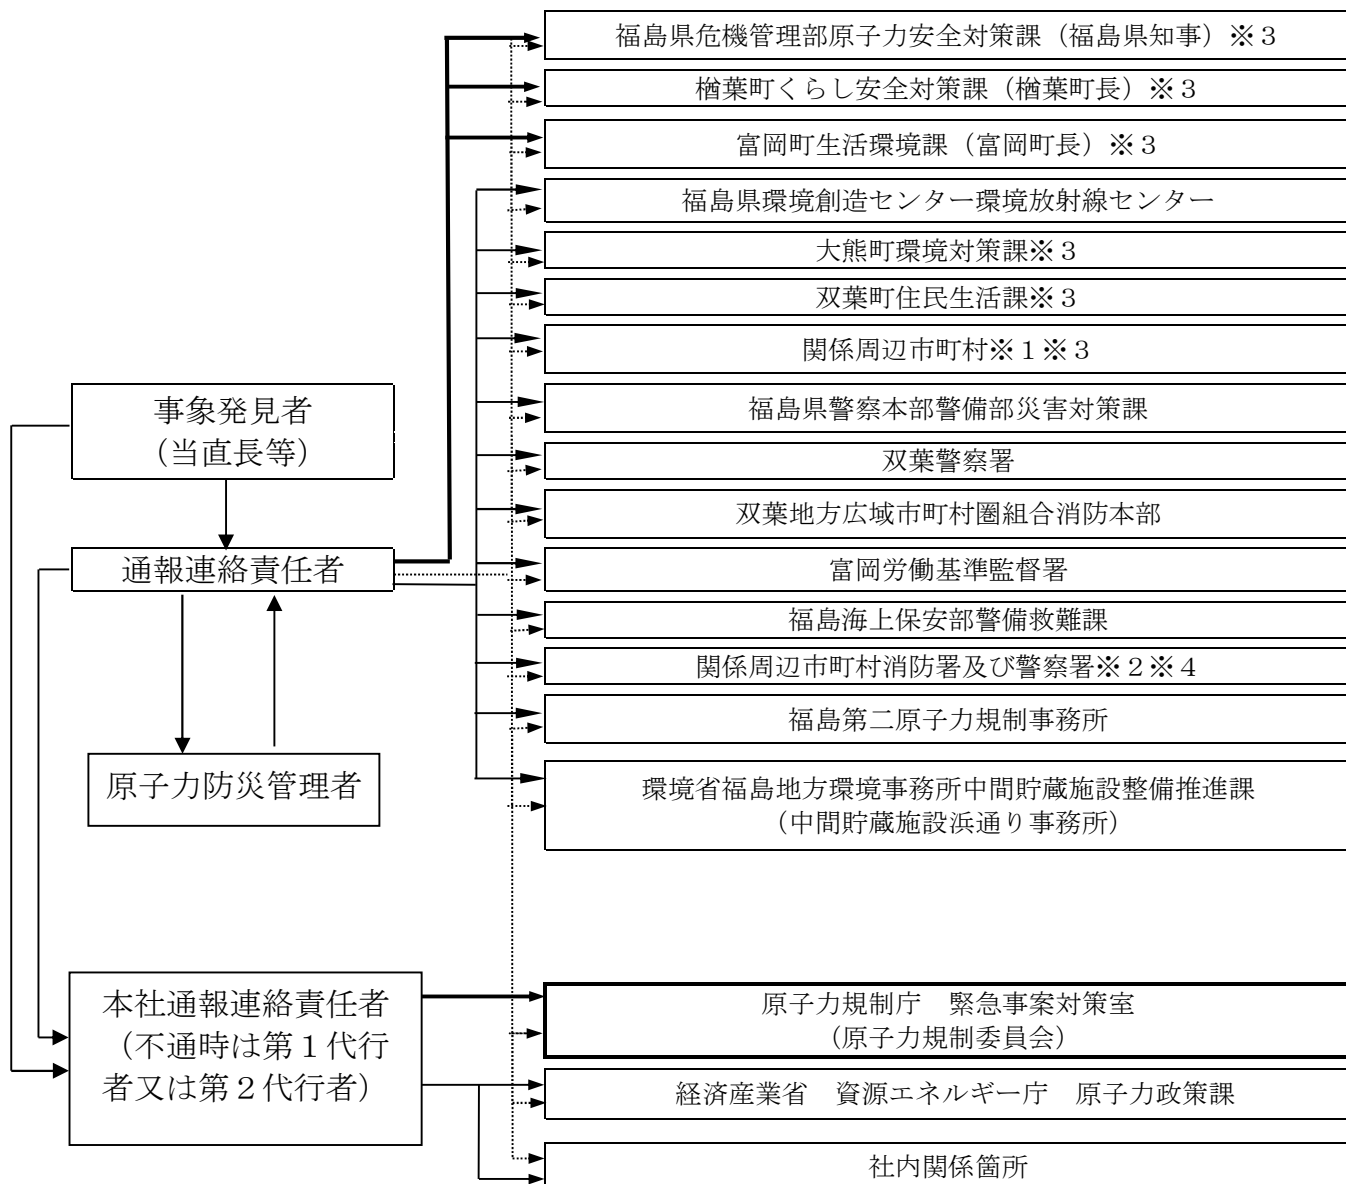 福島県危機管理部原子力安全対策課（福島県知事）※３
楢葉町くらし安全対策課（楢葉町長）※３
富岡町生活環境課（富岡町長）※３
福島県環境創造センター環境放射線センター
大熊町環境対策課※３
双葉町住民生活課※３
関係周辺市町村※１※３
福島県警察本部警備部災害対策課
双葉警察署
双葉地方広域市町村圏組合消防本部
富岡労働基準監督署
福島海上保安部警備救難課
関係周辺市町村消防署及び警察署※２※４
福島第二原子力規制事務所
環境省福島地方環境事務所中間貯蔵施設整備推進課
（中間貯蔵施設浜通り事務所）
事象発見者
（当直長等）
通報連絡責任者
原子力防災管理者
本社通報連絡責任者
（不通時は第１代行
者又は第２代行者）
原子力規制庁　緊急事案対策室
（原子力規制委員会）
経済産業省　資源エネルギー庁　原子力政策課
社内関係箇所